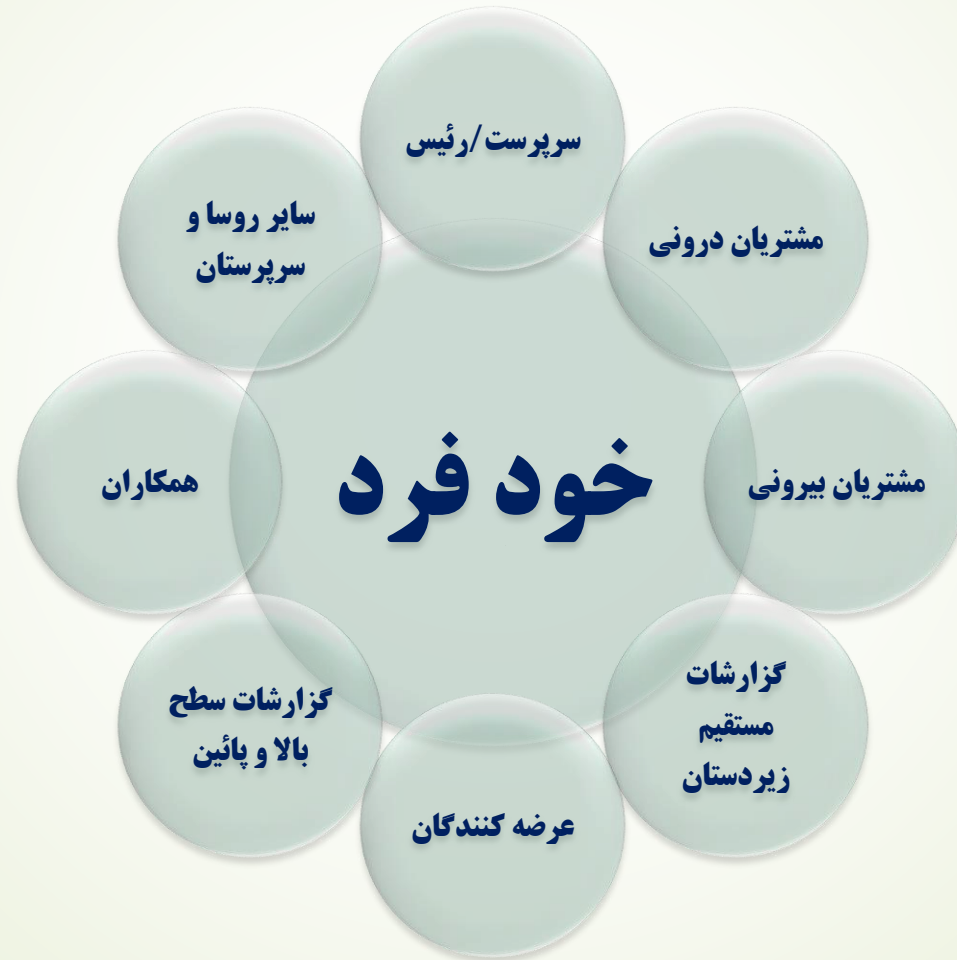 سرپرست/رئیس
مشتریان درونی
مشتریان بیرونی
گزارشات
مستقیم
زیردستان
عرضه کنندگان
گزارشات سطح
بالا و پائین
همکاران
سایر روسا و
سرپرستان
خود فرد